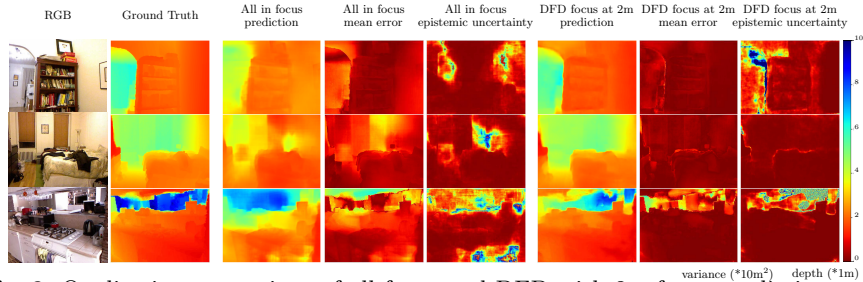 RGB
Ground Truth
All in focus
prediction
All in focus
mean error
All in focus
epistemic uncertainty
DFD focus at 2m
prediction
DFD focus at 2m
mean error
DFD focus at 2m
epistemic uncertainty
10
8
6
4
2
0
variance (*10m²) depth (*1m)